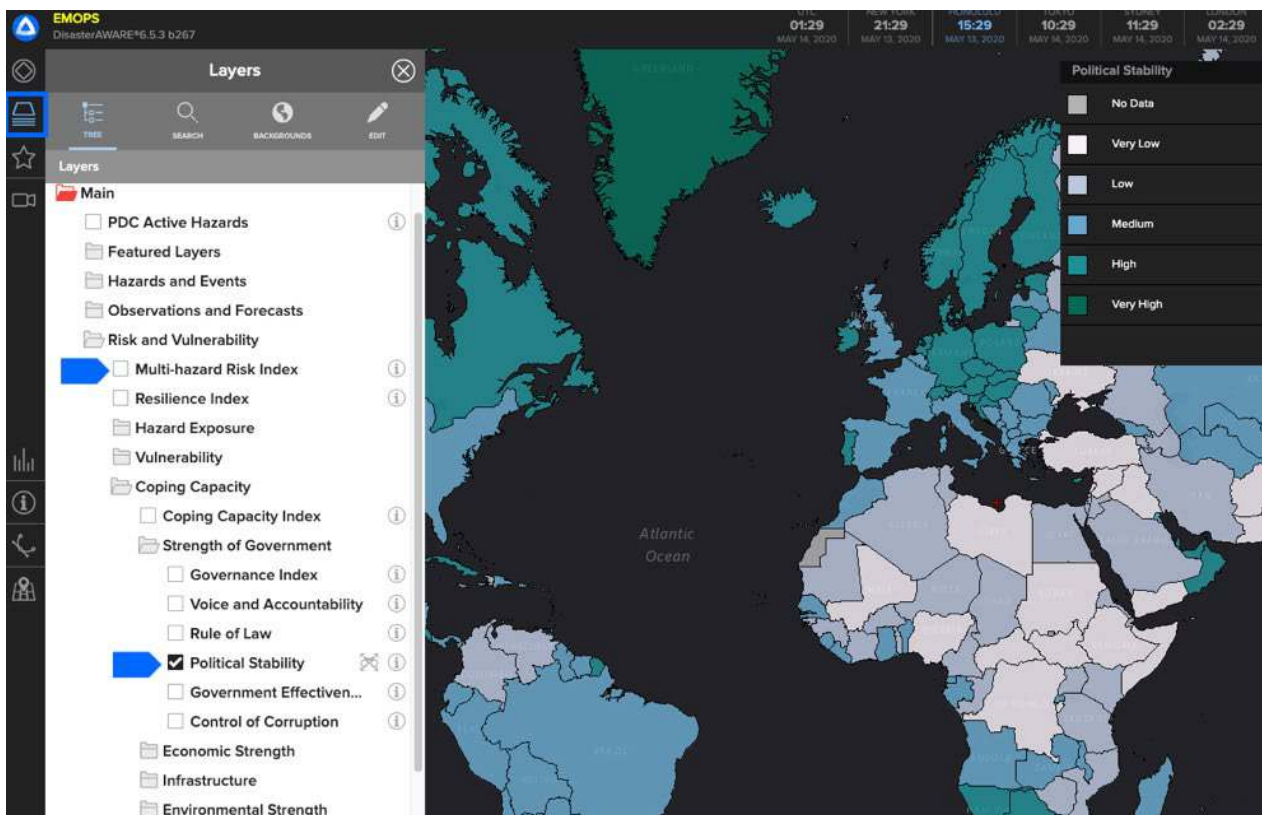 EMOPS
DisasterAWARE®6.5.3 b267
UTC
01:29
MAY 14, 2020
NEW YORK
21:29
MAY 13, 2020
HONOLULU
15:29
MAY 13, 2020
TOKYO
10:29
MAY 14, 2020
SYDNEY
11:29
MAY 14, 2020
LONDON
02:29
MAY 14, 2020
Layers
TREE
SEARCH
BACKGROUNDS
EDIT
Layers
Main
PDC Active Hazards
Featured Layers
Hazards and Events
Observations and Forecasts
Risk and Vulnerability
Multi-hazard Risk Index
Resilience Index
Hazard Exposure
Vulnerability
Coping Capacity
Coping Capacity Index
Strength of Government
Governance Index
Voice and Accountability
Rule of Law
Political Stability
Government Effectiven...
Control of Corruption
Economic Strength
Infrastructure
Environmental Strength
Political Stability
No Data
Very Low
Low
Medium
High
Very High
GREENLAND
Atlantic
Ocean